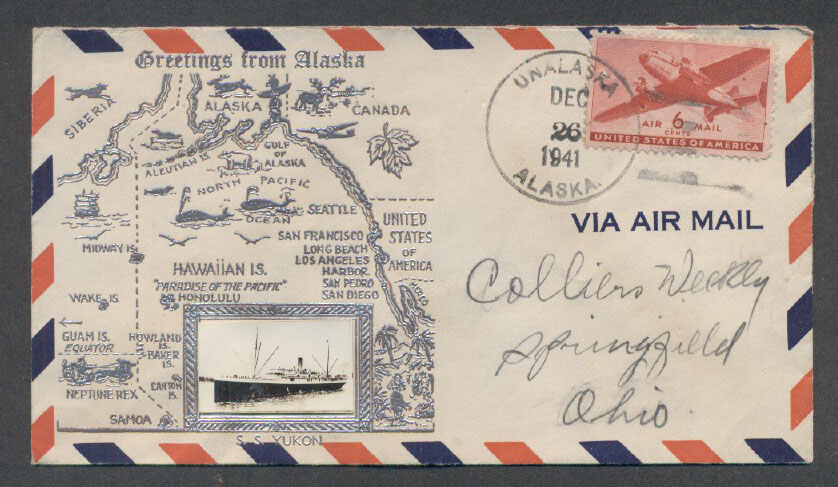 Greetings from Alaska
SIBERIA
ALASKA
CANADA
ALEUTIAN IS.
GULF
OF
ALASKA
NORTH PACIFIC
OCEAN
SEATTLE
UNITED
STATES
OF
AMERICA
SAN FRANCISCO
LONG BEACH
LOS ANGELES
HARBOR
SAN PEDRO
SAN DIEGO
MIDWAY IS.
HAWAIIAN IS.
"PARADISE OF THE PACIFIC"
HONOLULU
WAKE IS.
GUAM IS.
EQUATOR
HOWLAND
IS.
BAKER
IS.
CANTON
IS.
NEPTUNE REX
SAMOA
S. S. YUKON
UNALASKA
DEC
26
1941
ALASKA.
AIR 6 MAIL
CENTS
UNITED STATES OF AMERICA
VIA AIR MAIL
Colliers Weekly
Springfield
Ohio